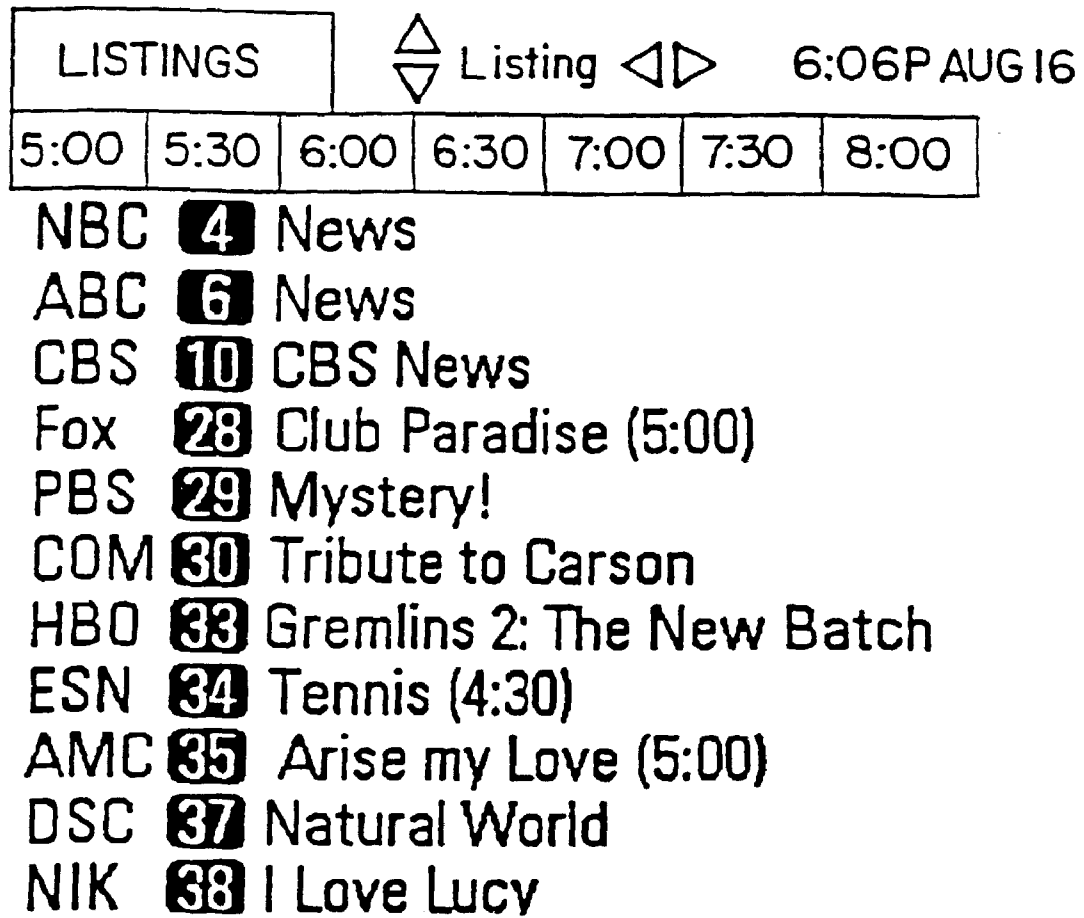 LISTINGS Listing 6:06P AUG 16
5:00 5:30 6:00 6:30 7:00 7:30 8:00
NBC 4 News
ABC 6 News
CBS 10 CBS News
Fox 28 Club Paradise (5:00)
PBS 29 Mystery!
COM 30 Tribute to Carson
HBO 33 Gremlins 2: The New Batch
ESN 34 Tennis (4:30)
AMC 35 Arise my Love (5:00)
DSC 37 Natural World
NIK 38 I Love Lucy